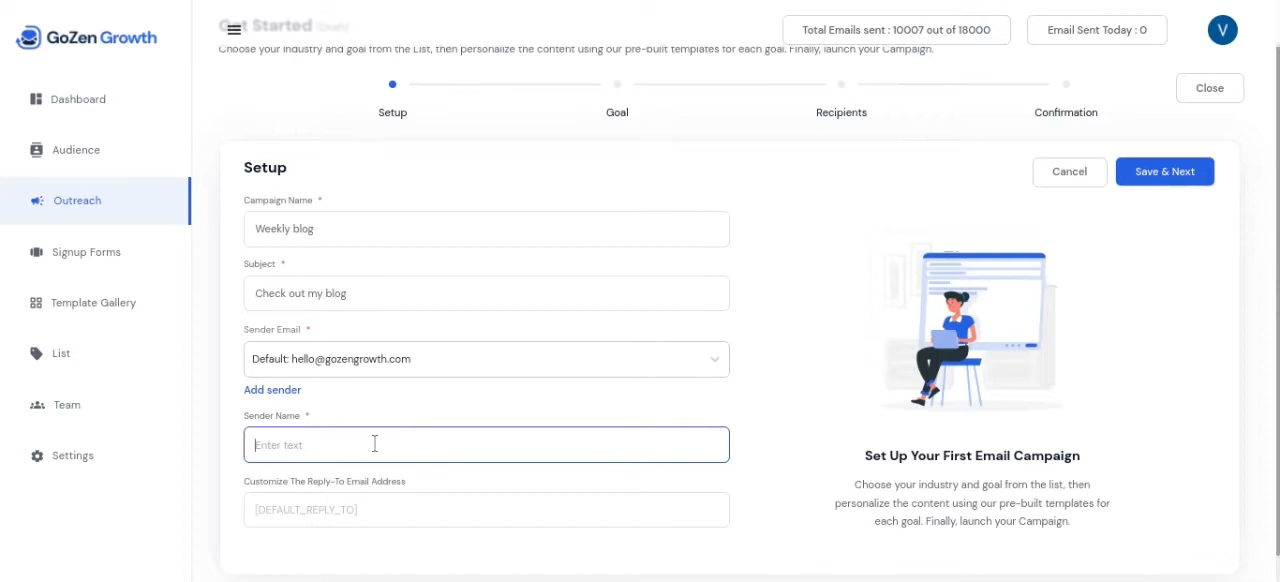 GoZen Growth
Get Started (Draft)
Total Emails sent : 10007 out of 18000
Email Sent Today : 0
V
Choose your industry and goal from the List, then personalize the content using our pre-built templates for each goal. Finally, launch your Campaign.
Dashboard
Audience
Outreach
Signup Forms
Template Gallery
List
Team
Settings
Setup
Goal
Recipients
Confirmation
Close
Setup
Cancel
Save & Next
Campaign Name *
Weekly blog
Subject *
Check out my blog
Sender Email *
Default: hello@gozengrowth.com
Add sender
Sender Name *
Enter text
Customize The Reply-To Email Address
[DEFAULT_REPLY_TO]
Set Up Your First Email Campaign
Choose your industry and goal from the list, then
personalize the content using our pre-built templates for
each goal. Finally, launch your Campaign.